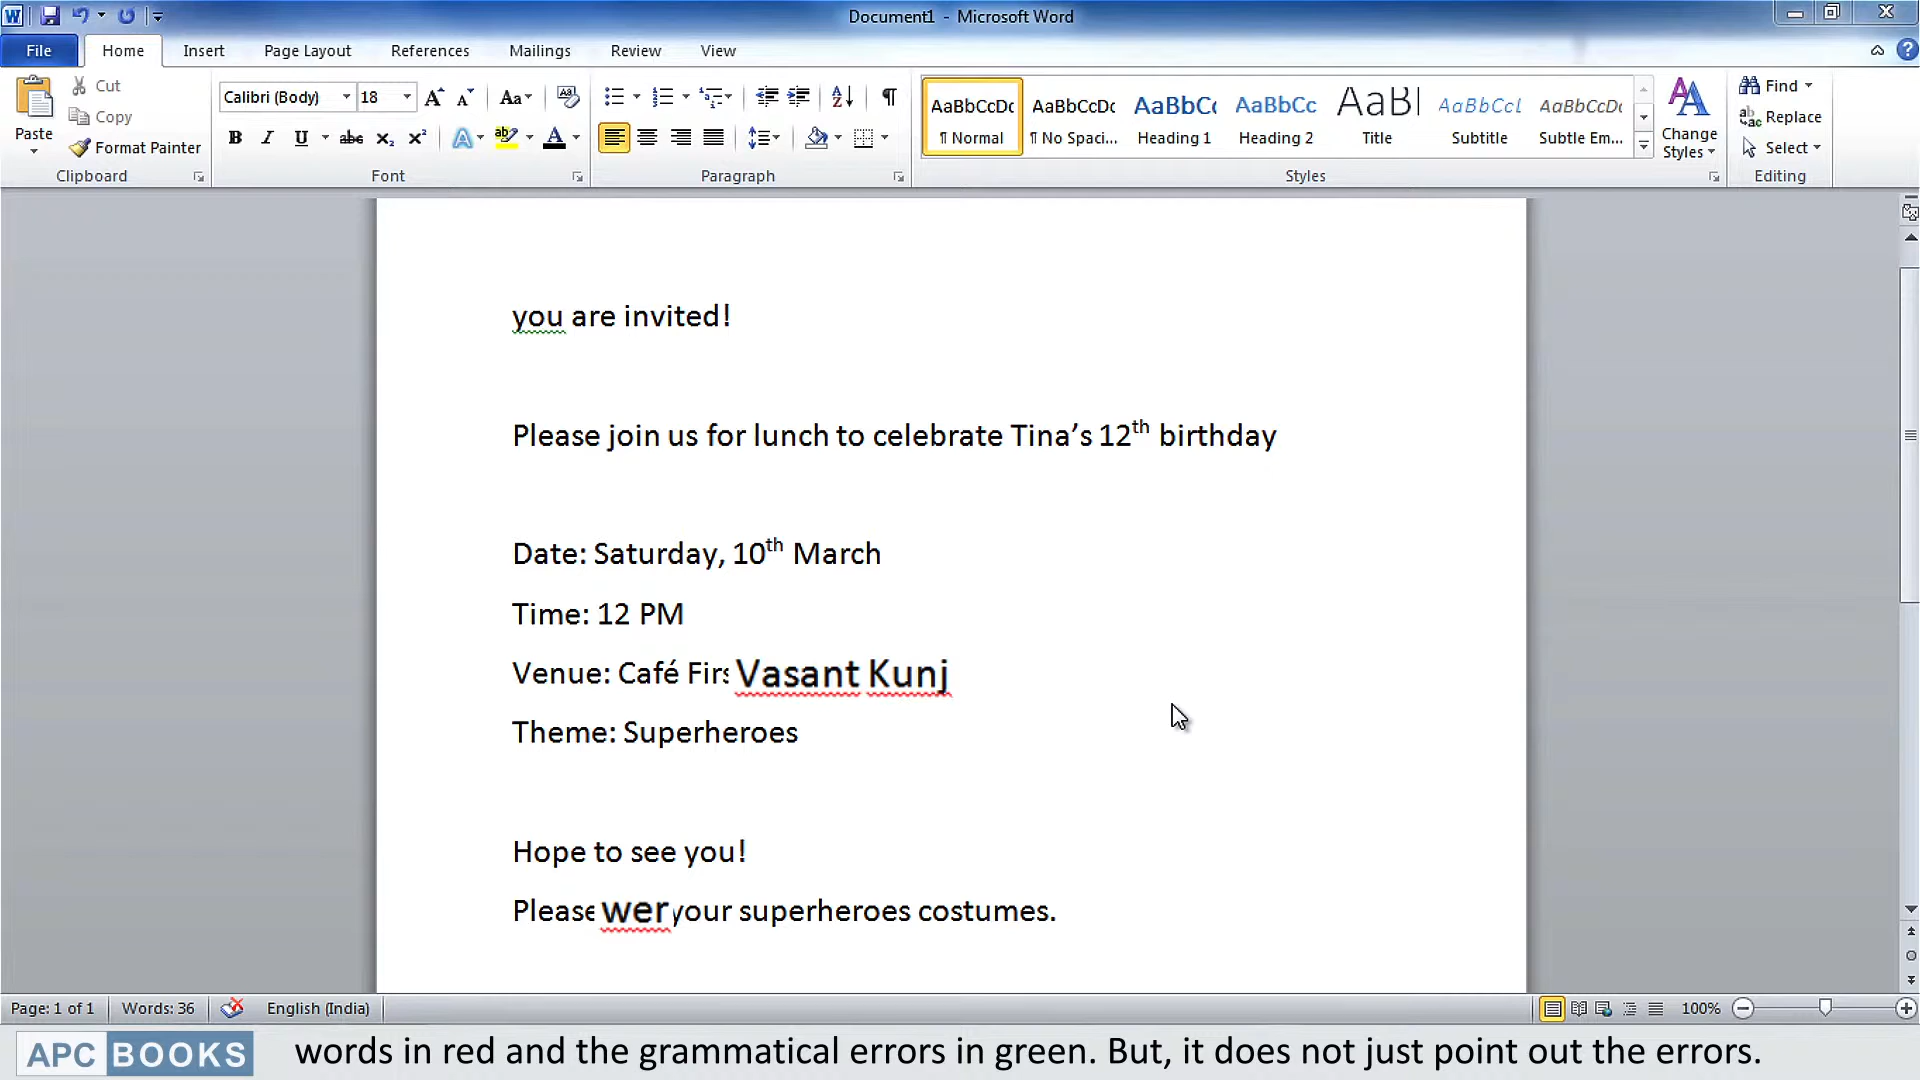 Document1 - Microsoft Word
File Home Insert Page Layout References Mailings Review View
Paste
Cut
Copy
Format Painter
Clipboard
Calibri (Body) 18
Font
Paragraph
AaBbCcDc AaBbCcDc AaBbCc AaBbCc AaBl AaBbCcL AaBbCcDc
¶ Normal ¶ No Spaci... Heading 1 Heading 2 Title Subtitle Subtle Em...
Change
Styles
Styles
Find
Replace
Select
Editing
you are invited!
Please join us for lunch to celebrate Tina’s 12th birthday
Date: Saturday, 10th March
Time: 12 PM
Venue: Café Firs Vasant Kunj
Theme: Superheroes
Hope to see you!
Please wer your superheroes costumes.
Page: 1 of 1 Words: 36 English (India) 100%
APC BOOKS
words in red and the grammatical errors in green. But, it does not just point out the errors.